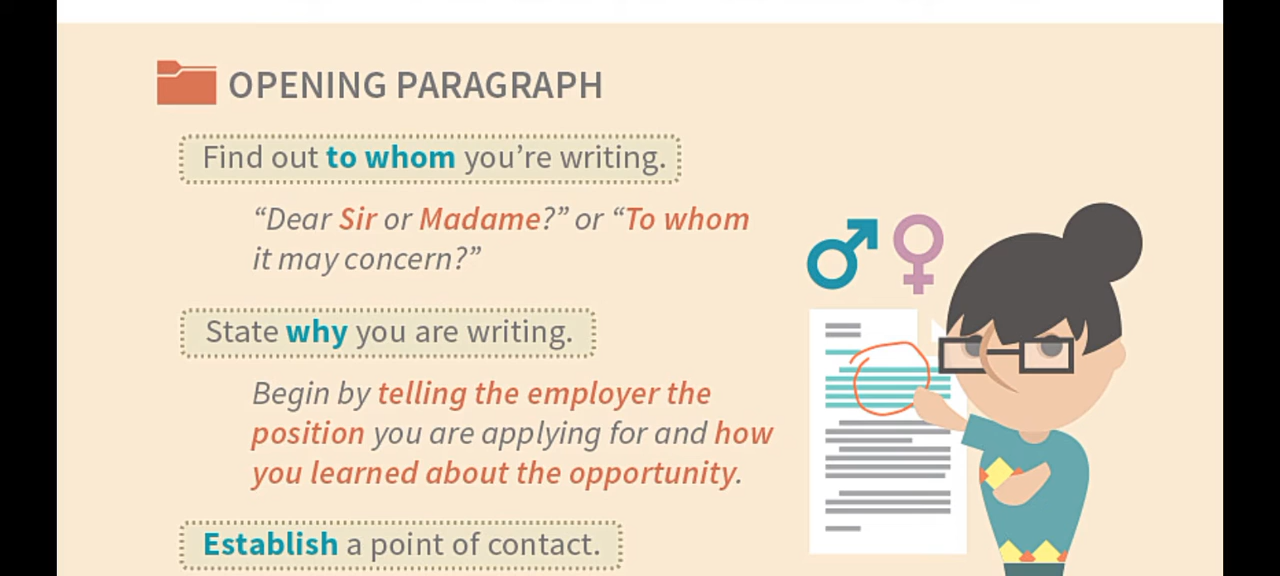 OPENING PARAGRAPH
Find out to whom you’re writing.
“Dear Sir or Madame?” or “To whom
it may concern?”
State why you are writing.
Begin by telling the employer the
position you are applying for and how
you learned about the opportunity.
Establish a point of contact.